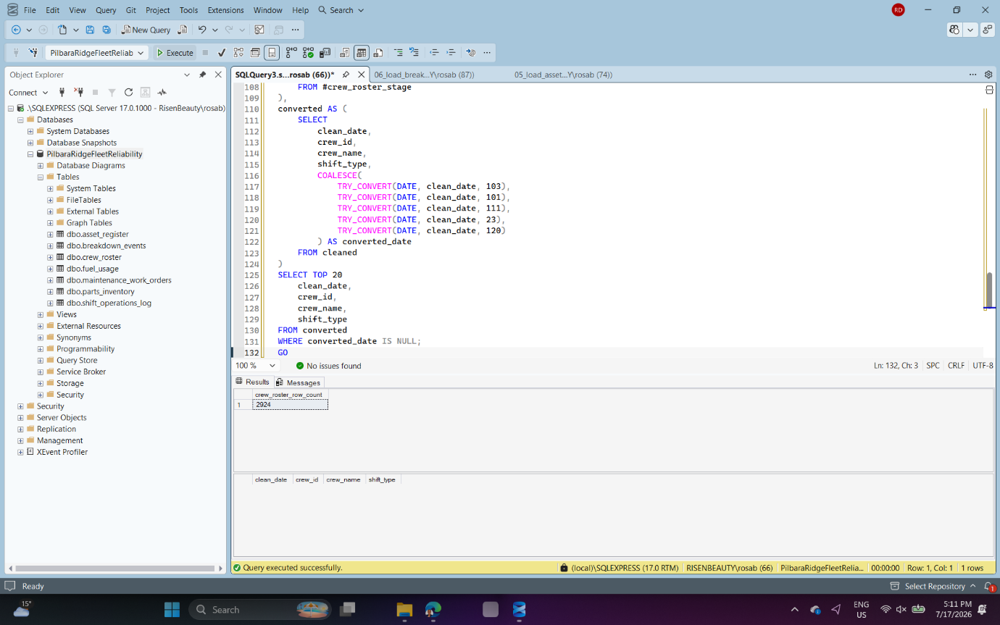 File Edit View Query Git Project Tools Extensions Window Help Search RD
New Query
PilbaraRidgeFleetReliab Execute
Object Explorer
Connect
.\SQLEXPRESS (SQL Server 17.0.1000 - RisenBeauty\rosab)
Databases
System Databases
Database Snapshots
PilbaraRidgeFleetReliability
Database Diagrams
Tables
System Tables
FileTables
External Tables
Graph Tables
dbo.asset_register
dbo.breakdown_events
dbo.crew_roster
dbo.fuel_usage
dbo.maintenance_work_orders
dbo.parts_inventory
dbo.shift_operations_log
Views
External Resources
Synonyms
Programmability
Query Store
Service Broker
Storage
Security
Security
Server Objects
Replication
Management
XEvent Profiler
SQLQuery3.s...rosab (66))* 06_load_break...Y\rosab (87)) 05_load_asset...Y\rosab (74))
108 FROM #crew_roster_stage
109 ),
110 converted AS (
111 SELECT
112 clean_date,
113 crew_id,
114 crew_name,
115 shift_type,
116 COALESCE(
117 TRY_CONVERT(DATE, clean_date, 103),
118 TRY_CONVERT(DATE, clean_date, 101),
119 TRY_CONVERT(DATE, clean_date, 111),
120 TRY_CONVERT(DATE, clean_date, 23),
121 TRY_CONVERT(DATE, clean_date, 120)
122 ) AS converted_date
123 FROM cleaned
124 )
125 SELECT TOP 20
126 clean_date,
127 crew_id,
128 crew_name,
129 shift_type
130 FROM converted
131 WHERE converted_date IS NULL;
132 GO
100 % No issues found Ln: 132, Ch: 3 SPC CRLF UTF-8
Results Messages
crew_roster_row_count
1 2924
clean_date crew_id crew_name shift_type
Query executed successfully. (local)\SQLEXPRESS (17.0 RTM) RISENBEAUTY\rosab (66) PilbaraRidgeFleetRelia... 00:00:00 Row: 1, Col: 1 1 rows
Ready Select Repository 1
15° Search ENG US 5:11 PM 7/17/2026